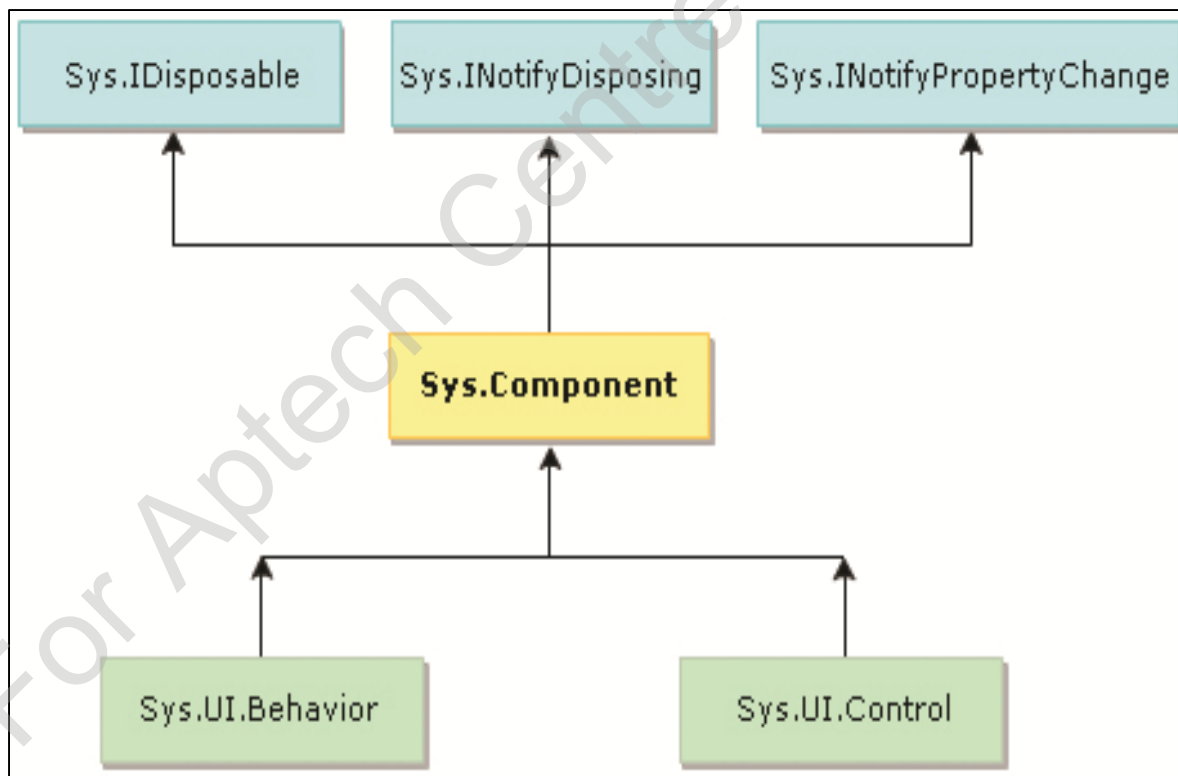 Sys.IDisposable
Sys.INotifyDisposing
Sys.INotifyPropertyChange
Sys.Component
Sys.UI.Behavior
Sys.UI.Control
For Aptech Centre